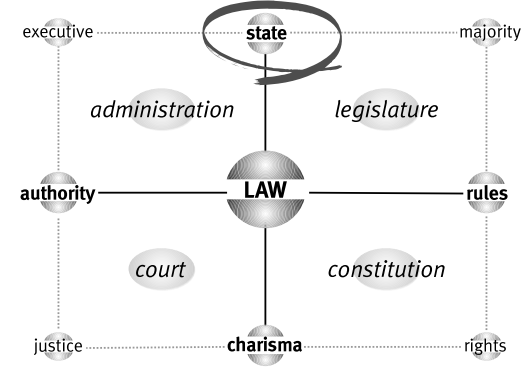 executive
state
majority
administration
legislature
authority
LAW
rules
court
constitution
justice
charisma
rights